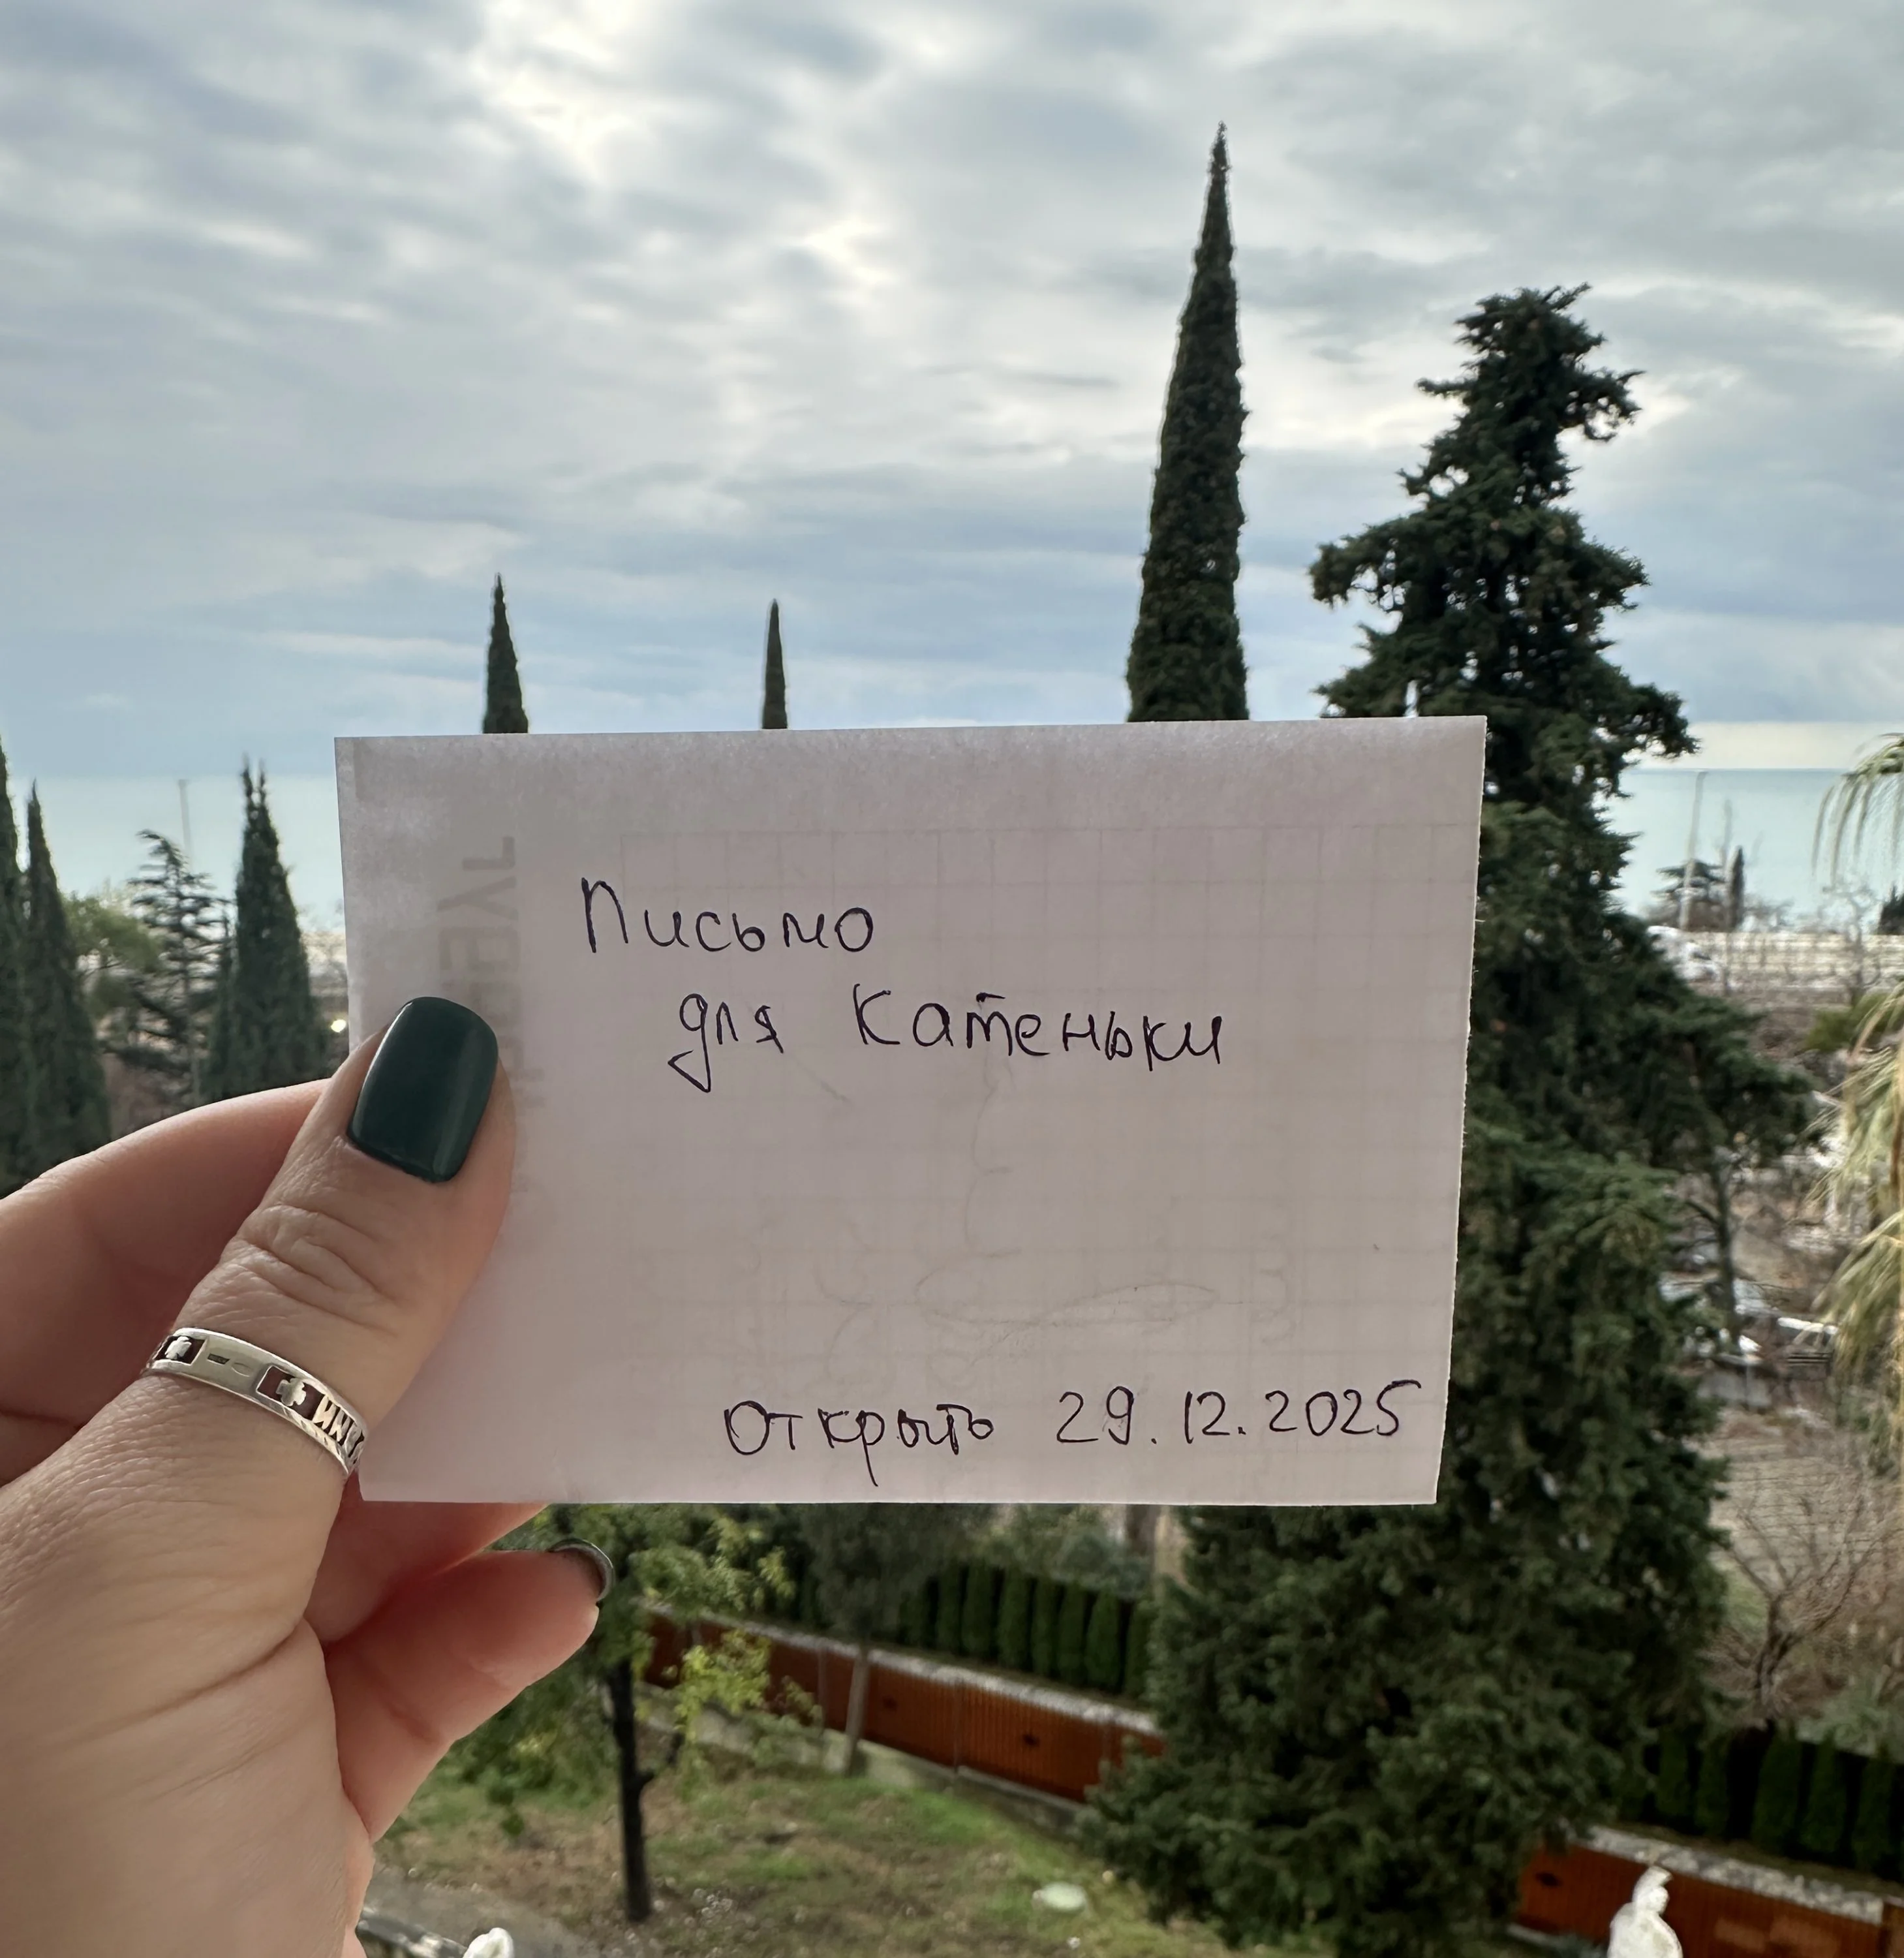 Письмо
для Катеньки
Открыть 29.12.2025